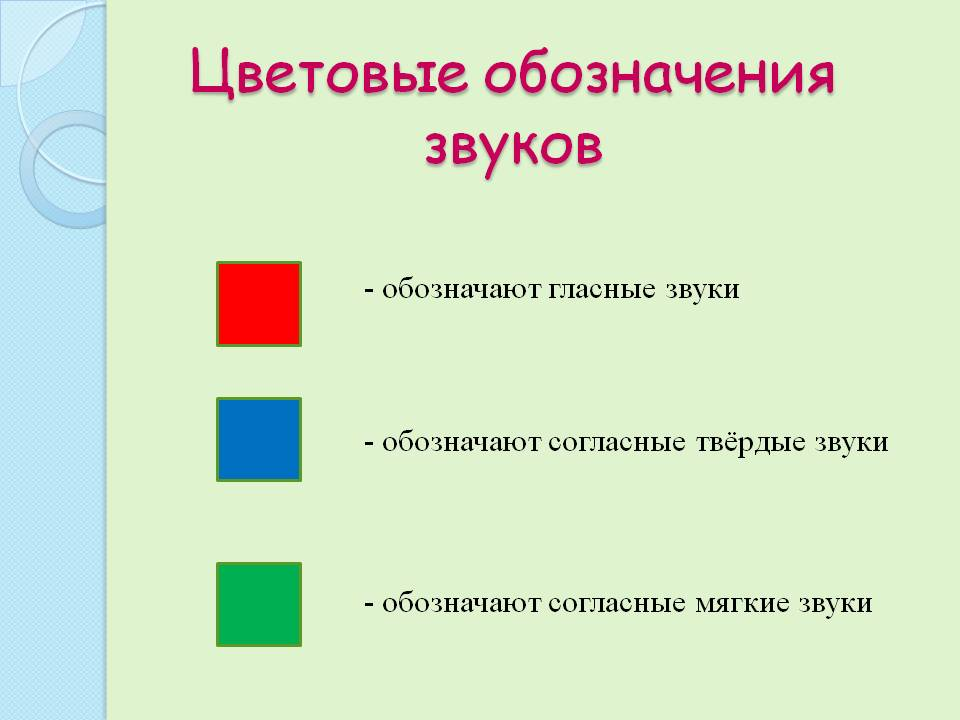 Цветовые обозначения
звуков
- обозначают гласные звуки
- обозначают согласные твёрдые звуки
- обозначают согласные мягкие звуки